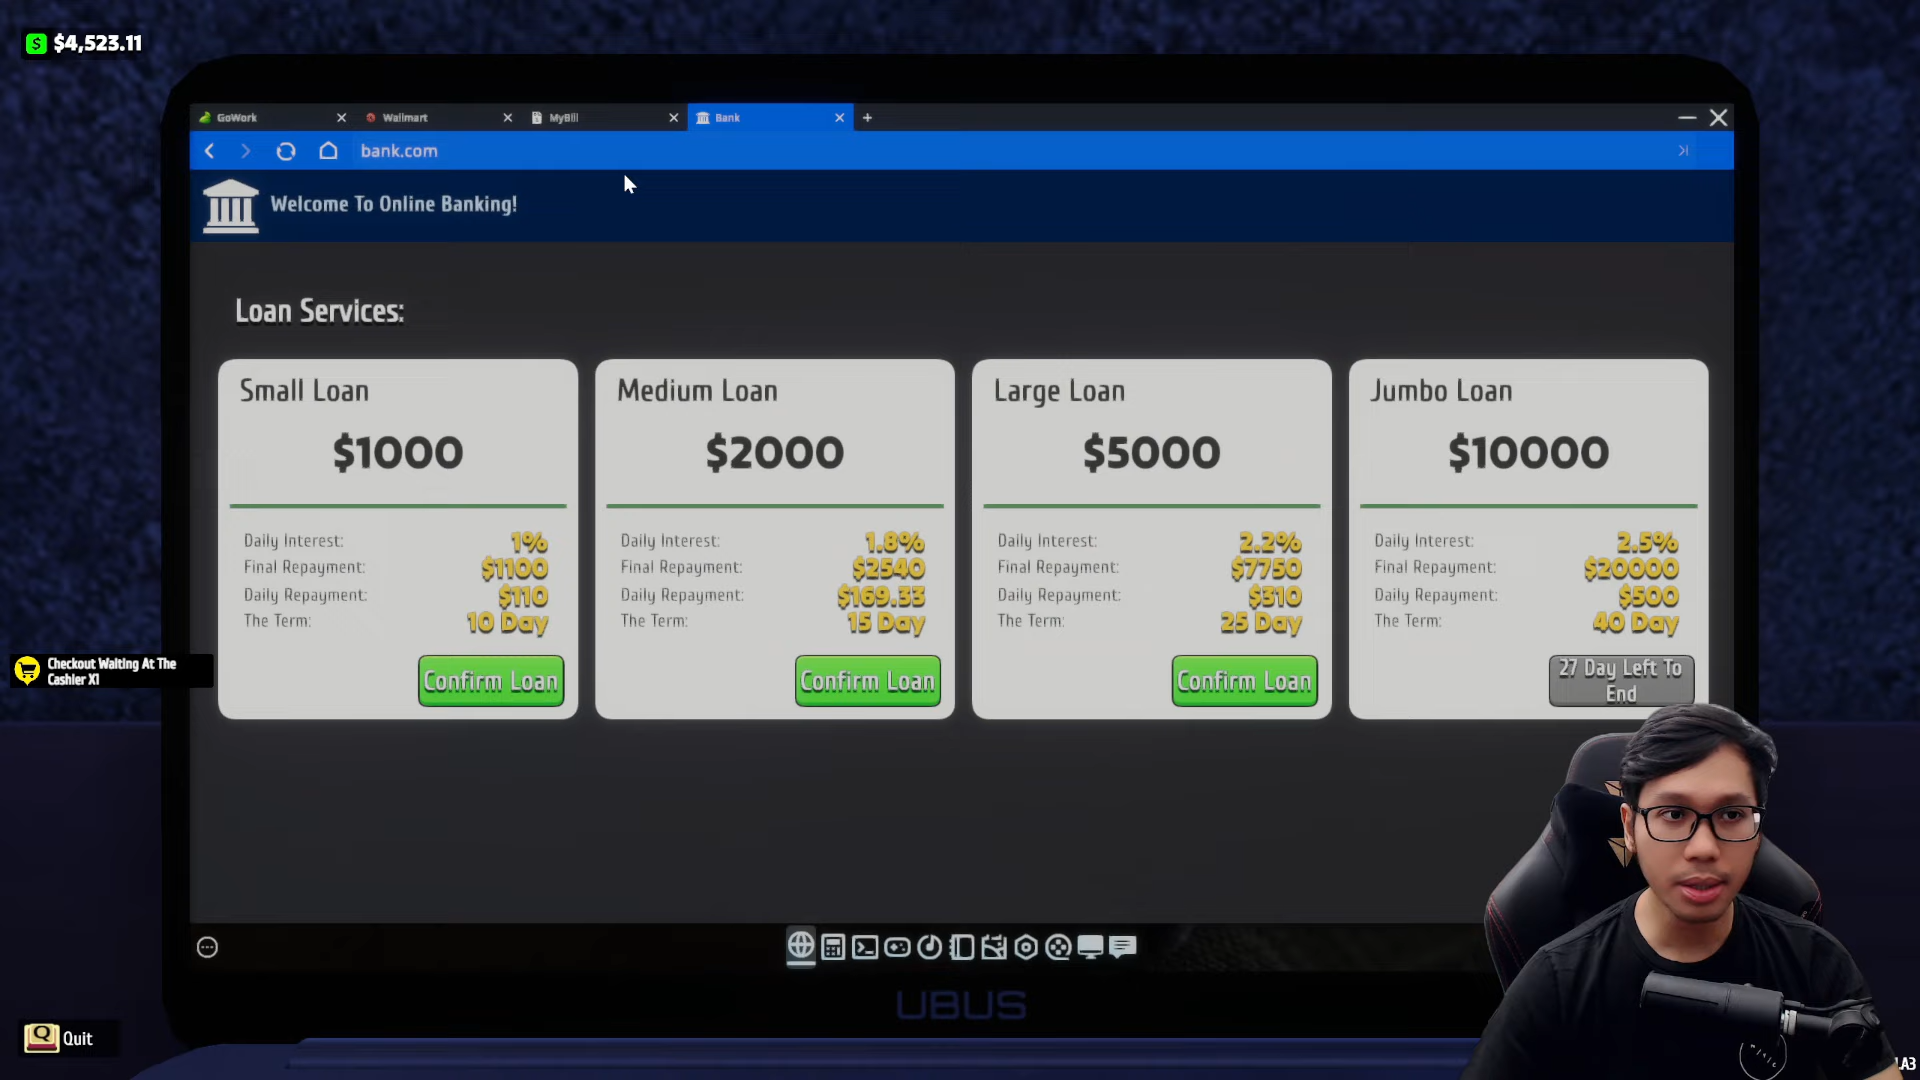 $4,523.11
GoWork
Wallmart
MyBill
Bank
bank.com
Welcome To Online Banking!
Loan Services:
Small Loan
$1000
Daily Interest: 1%
Final Repayment: $1100
Daily Repayment: $110
The Term: 10 Day
Confirm Loan
Medium Loan
$2000
Daily Interest: 1.8%
Final Repayment: $2540
Daily Repayment: $169.33
The Term: 15 Day
Confirm Loan
Large Loan
$5000
Daily Interest: 2.2%
Final Repayment: $7750
Daily Repayment: $310
The Term: 25 Day
Confirm Loan
Jumbo Loan
$10000
Daily Interest: 2.5%
Final Repayment: $20000
Daily Repayment: $500
The Term: 40 Day
27 Day Left To
End
Checkout Waiting At The
Cashier X1
UBUS
Q Quit